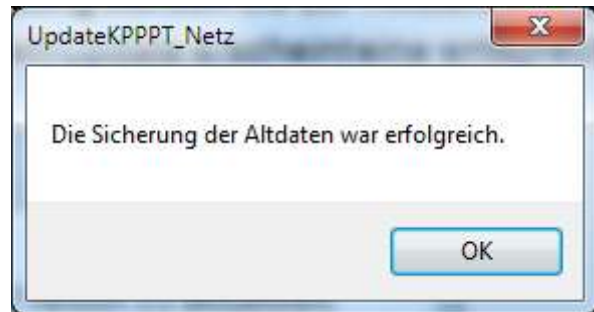 UpdateKPPPT_Netz
Die Sicherung der Altdaten war erfolgreich.
OK